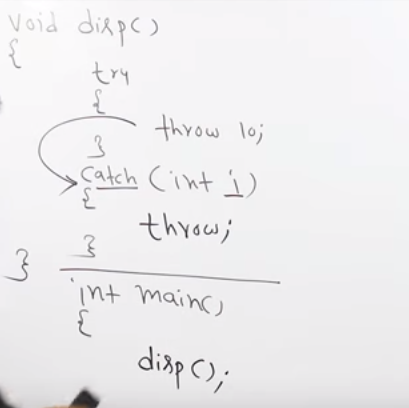 void disp()
{
try
{
throw 10;
}
catch (int i)
{
throw;
}
}
int main()
{
disp();